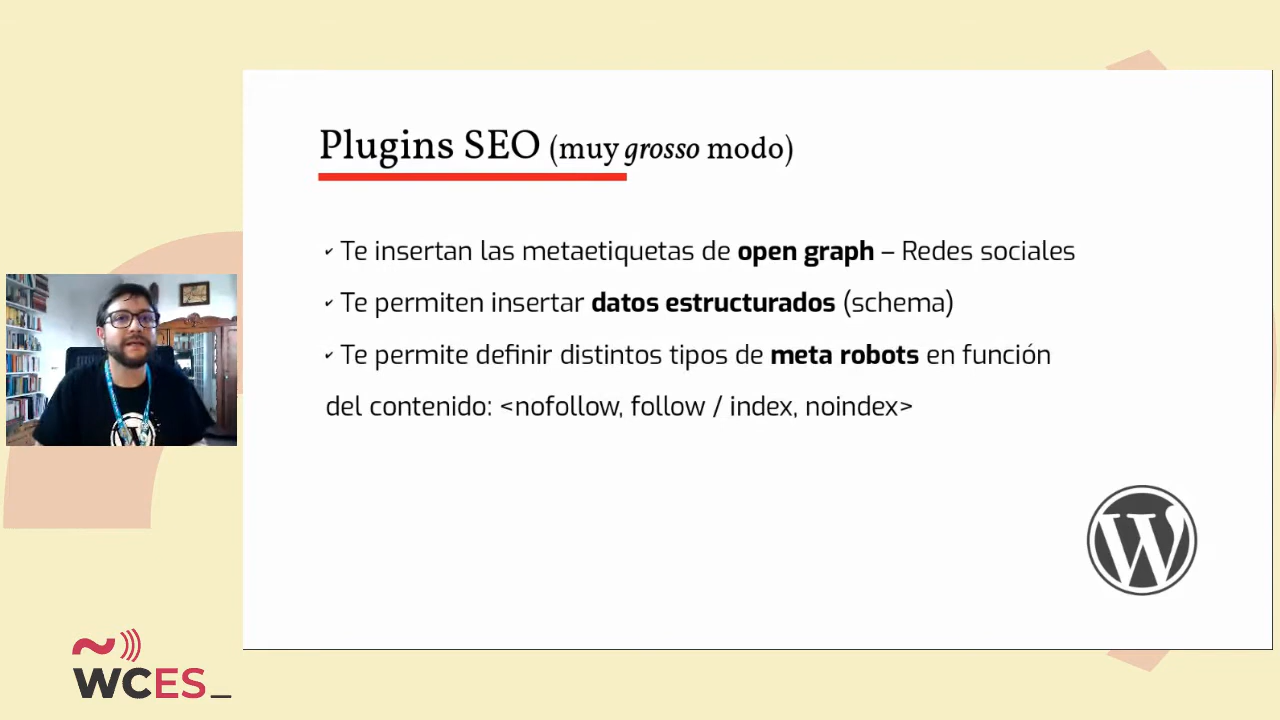 Plugins SEO (muy grosso modo)
✔ Te insertan las metaetiquetas de open graph – Redes sociales
✔ Te permiten insertar datos estructurados (schema)
✔ Te permite definir distintos tipos de meta robots en función
del contenido: <nofollow, follow / index, noindex>
WCES_